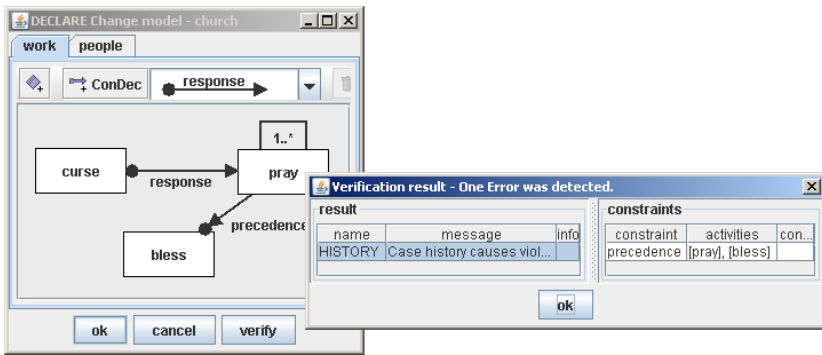 DECLARE Change model - church
work people
ConDec response
1..*
curse response pray
precedence
bless
ok cancel verify
Verification result - One Error was detected.
result constraints
name message info constraint activities con...
HISTORY Case history causes viol... precedence [pray], [bless]
ok